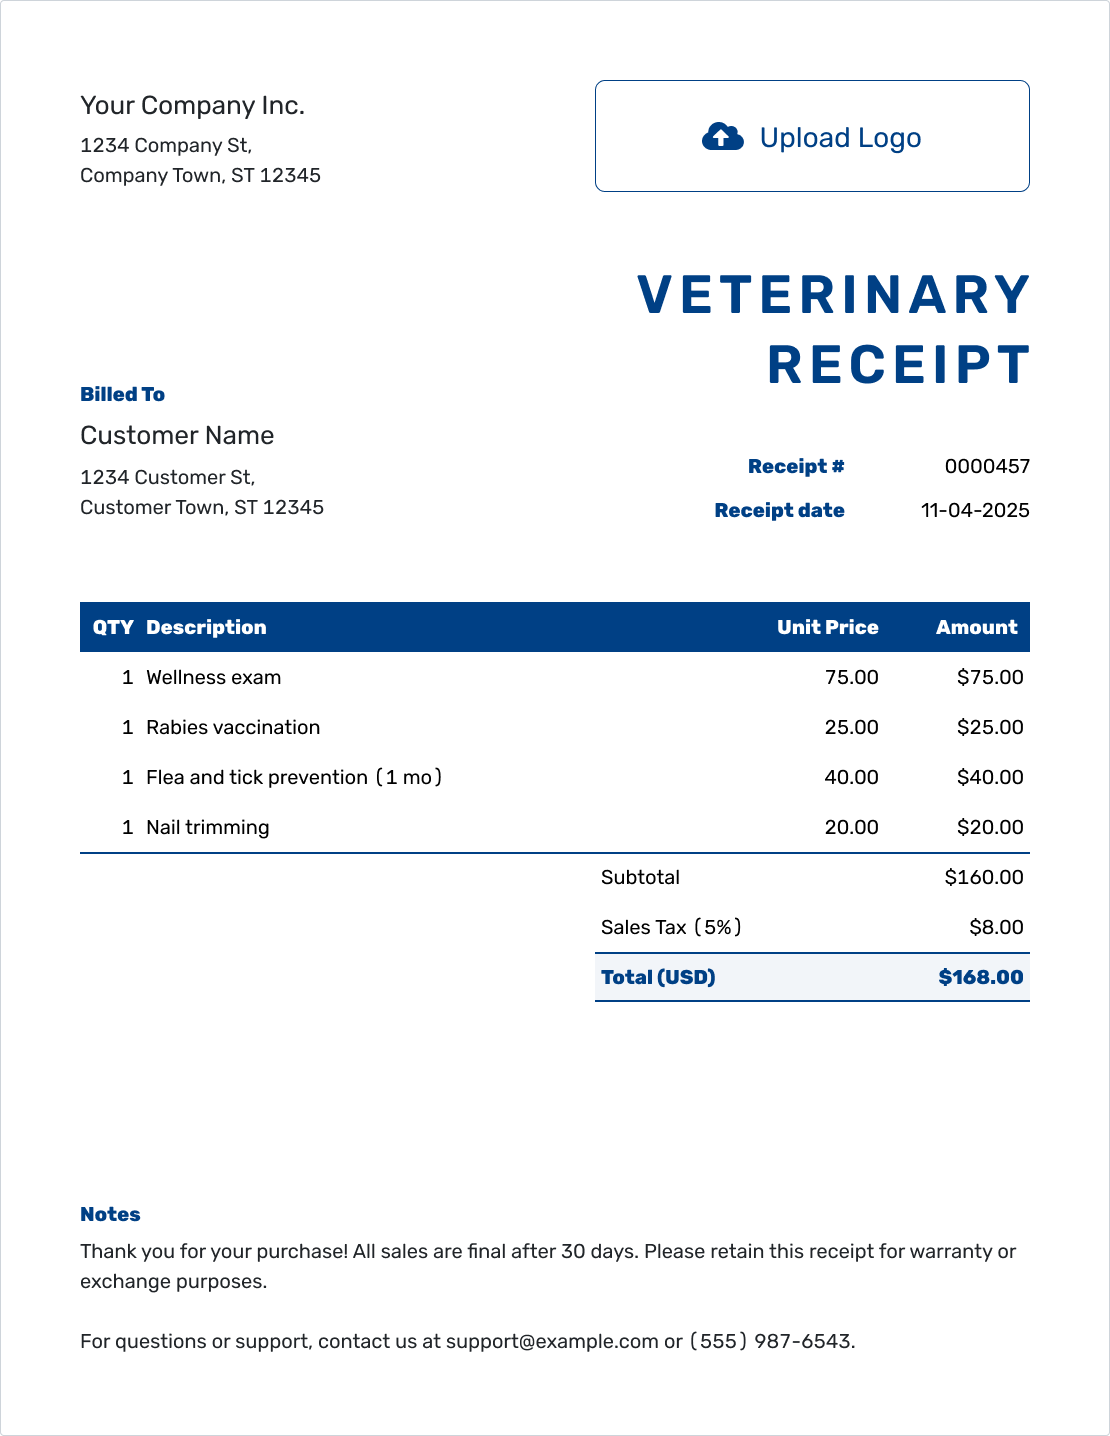 Your Company Inc.
1234 Company St,
Company Town, ST 12345
Upload Logo
VETERINARY
RECEIPT
Billed To
Customer Name
1234 Customer St,
Customer Town, ST 12345
Receipt # 0000457
Receipt date 11-04-2025
QTY Description Unit Price Amount
1 Wellness exam 75.00 $75.00
1 Rabies vaccination 25.00 $25.00
1 Flea and tick prevention (1 mo) 40.00 $40.00
1 Nail trimming 20.00 $20.00
Subtotal $160.00
Sales Tax (5%) $8.00
Total (USD) $168.00
Notes
Thank you for your purchase! All sales are final after 30 days. Please retain this receipt for warranty or
exchange purposes.
For questions or support, contact us at support@example.com or (555) 987-6543.